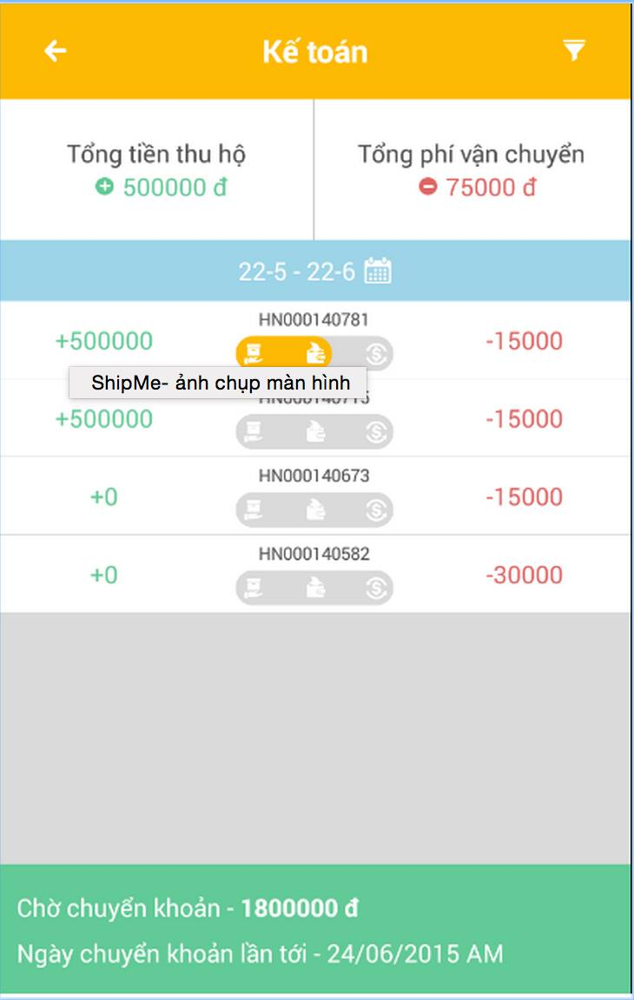 Kế toán
Tổng tiền thu hộ
500000 đ
Tổng phí vận chuyển
75000 đ
22-5 - 22-6
HN000140781
+500000
-15000
ShipMe- ảnh chụp màn hình
HN000140715
+500000
-15000
HN000140673
+0
-15000
HN000140582
+0
-30000
Chờ chuyển khoản - 1800000 đ
Ngày chuyển khoản lần tới - 24/06/2015 AM